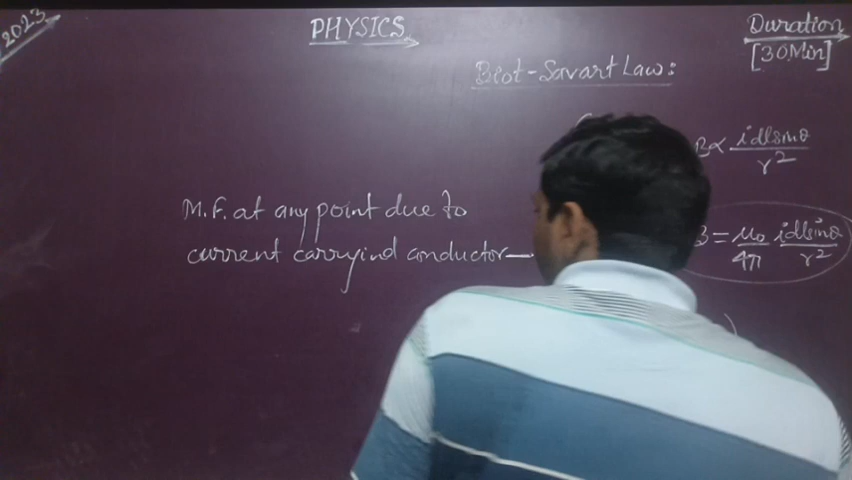 2023
PHYSICS
Duration
[30Min]
Biot-Savart Law:
B∝ idlsinθ/r²
M.F. at any point due to
current carryind conductor—
B = μ₀/4π idlsinθ/r²